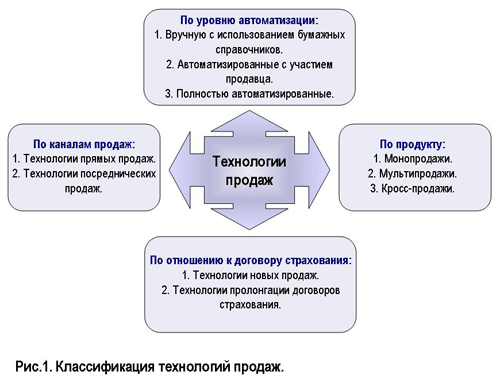 По уровню автоматизации:
1. Вручную с использованием бумажных
справочников.
2. Автоматизированные с участием
продавца.
3. Полностью автоматизированные.
По каналам продаж:
1. Технологии прямых продаж.
2. Технологии посреднических
продаж.
Технологии
продаж
По продукту:
1. Монопродажи.
2. Мультипродажи.
3. Кросс-продажи.
По отношению к договору страхования:
1. Технологии новых продаж.
2. Технологии пролонгации договоров
страхования.
Рис.1. Классификация технологий продаж.